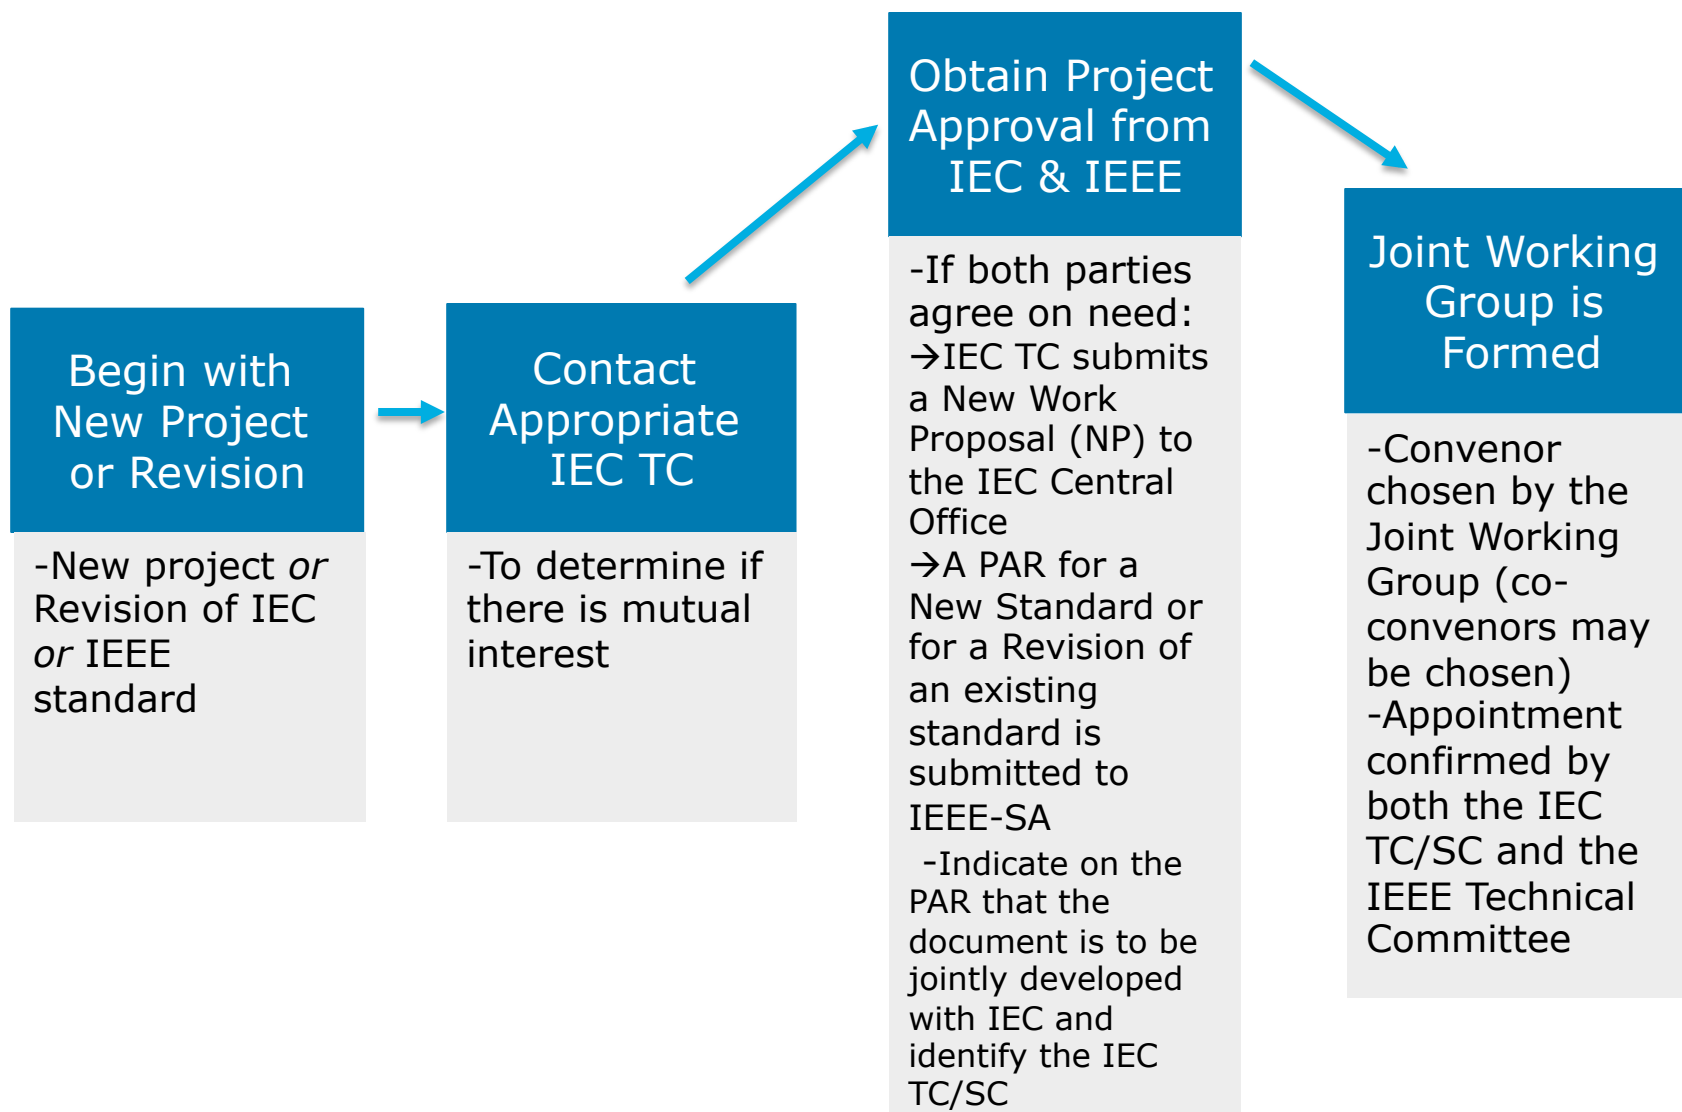 Begin with
New Project
or Revision
-New project or
Revision of IEC
or IEEE
standard
Contact
Appropriate
IEC TC
-To determine if
there is mutual
interest
Obtain Project
Approval from
IEC & IEEE
-If both parties
agree on need:
→IEC TC submits
a New Work
Proposal (NP) to
the IEC Central
Office
→A PAR for a
New Standard or
for a Revision of
an existing
standard is
submitted to
IEEE-SA
-Indicate on the
PAR that the
document is to be
jointly developed
with IEC and
identify the IEC
TC/SC
Joint Working
Group is
Formed
-Convenor
chosen by the
Joint Working
Group (co-
convenors may
be chosen)
-Appointment
confirmed by
both the IEC
TC/SC and the
IEEE Technical
Committee